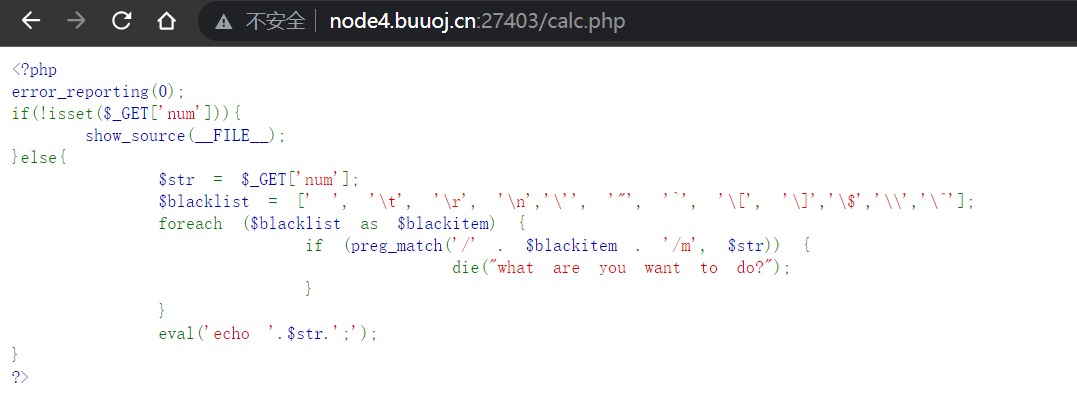 不安全 node4.buuoj.cn:27403/calc.php
<?php
error_reporting(0);
if(!isset($_GET['num'])){
    show_source(__FILE__);
}else{
        $str = $_GET['num'];
        $blacklist = [' ', '\t', '\r', '\n','\'', '"', '`', '\[', '\]','\$','\\','\^'];
        foreach ($blacklist as $blackitem) {
                if (preg_match('/' . $blackitem . '/m', $str)) {
                        die("what are you want to do?");
                }
        }
        eval('echo '.$str.';');
}
?>